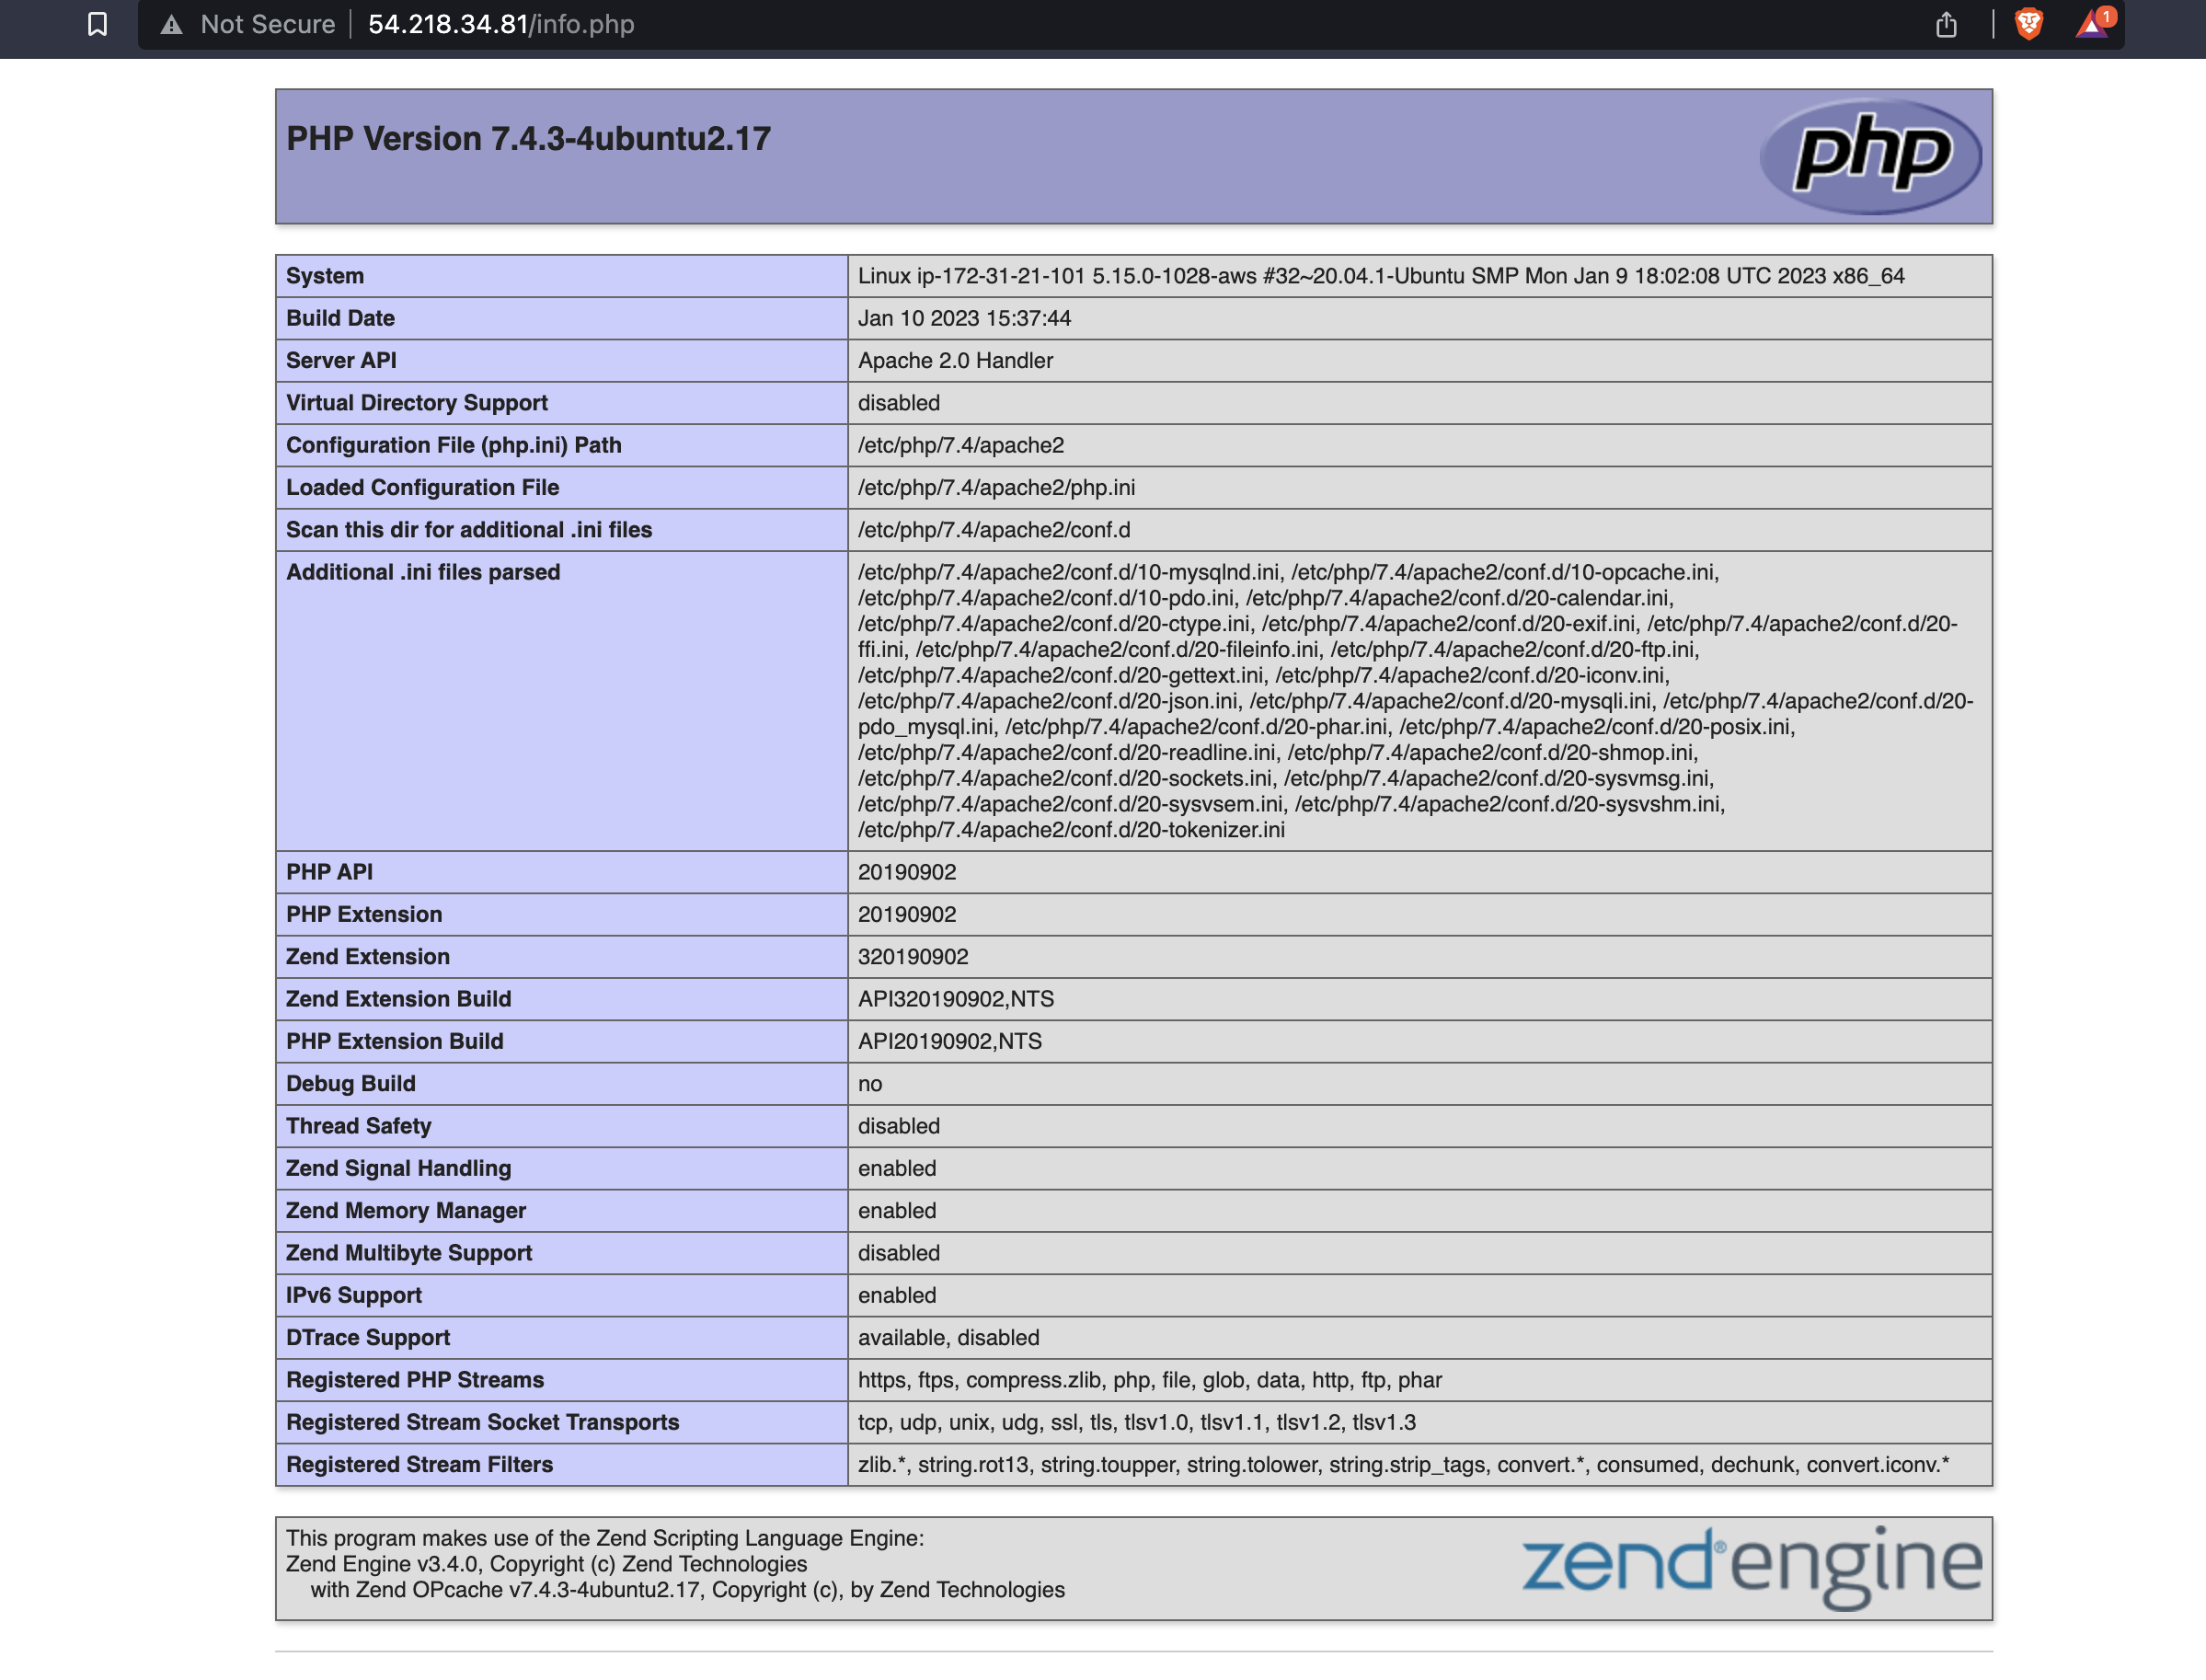 Not Secure | 54.218.34.81/info.php
1
PHP Version 7.4.3-4ubuntu2.17
php
System Linux ip-172-31-21-101 5.15.0-1028-aws #32~20.04.1-Ubuntu SMP Mon Jan 9 18:02:08 UTC 2023 x86_64
Build Date Jan 10 2023 15:37:44
Server API Apache 2.0 Handler
Virtual Directory Support disabled
Configuration File (php.ini) Path /etc/php/7.4/apache2
Loaded Configuration File /etc/php/7.4/apache2/php.ini
Scan this dir for additional .ini files /etc/php/7.4/apache2/conf.d
Additional .ini files parsed /etc/php/7.4/apache2/conf.d/10-mysqlnd.ini, /etc/php/7.4/apache2/conf.d/10-opcache.ini,
/etc/php/7.4/apache2/conf.d/10-pdo.ini, /etc/php/7.4/apache2/conf.d/20-calendar.ini,
/etc/php/7.4/apache2/conf.d/20-ctype.ini, /etc/php/7.4/apache2/conf.d/20-exif.ini, /etc/php/7.4/apache2/conf.d/20-
ffi.ini, /etc/php/7.4/apache2/conf.d/20-fileinfo.ini, /etc/php/7.4/apache2/conf.d/20-ftp.ini,
/etc/php/7.4/apache2/conf.d/20-gettext.ini, /etc/php/7.4/apache2/conf.d/20-iconv.ini,
/etc/php/7.4/apache2/conf.d/20-json.ini, /etc/php/7.4/apache2/conf.d/20-mysqli.ini, /etc/php/7.4/apache2/conf.d/20-
pdo_mysql.ini, /etc/php/7.4/apache2/conf.d/20-phar.ini, /etc/php/7.4/apache2/conf.d/20-posix.ini,
/etc/php/7.4/apache2/conf.d/20-readline.ini, /etc/php/7.4/apache2/conf.d/20-shmop.ini,
/etc/php/7.4/apache2/conf.d/20-sockets.ini, /etc/php/7.4/apache2/conf.d/20-sysvmsg.ini,
/etc/php/7.4/apache2/conf.d/20-sysvsem.ini, /etc/php/7.4/apache2/conf.d/20-sysvshm.ini,
/etc/php/7.4/apache2/conf.d/20-tokenizer.ini
PHP API 20190902
PHP Extension 20190902
Zend Extension 320190902
Zend Extension Build API320190902,NTS
PHP Extension Build API20190902,NTS
Debug Build no
Thread Safety disabled
Zend Signal Handling enabled
Zend Memory Manager enabled
Zend Multibyte Support disabled
IPv6 Support enabled
DTrace Support available, disabled
Registered PHP Streams https, ftps, compress.zlib, php, file, glob, data, http, ftp, phar
Registered Stream Socket Transports tcp, udp, unix, udg, ssl, tls, tlsv1.0, tlsv1.1, tlsv1.2, tlsv1.3
Registered Stream Filters zlib.*, string.rot13, string.toupper, string.tolower, string.strip_tags, convert.*, consumed, dechunk, convert.iconv.*
This program makes use of the Zend Scripting Language Engine:
Zend Engine v3.4.0, Copyright (c) Zend Technologies
with Zend OPcache v7.4.3-4ubuntu2.17, Copyright (c), by Zend Technologies
zend®engine